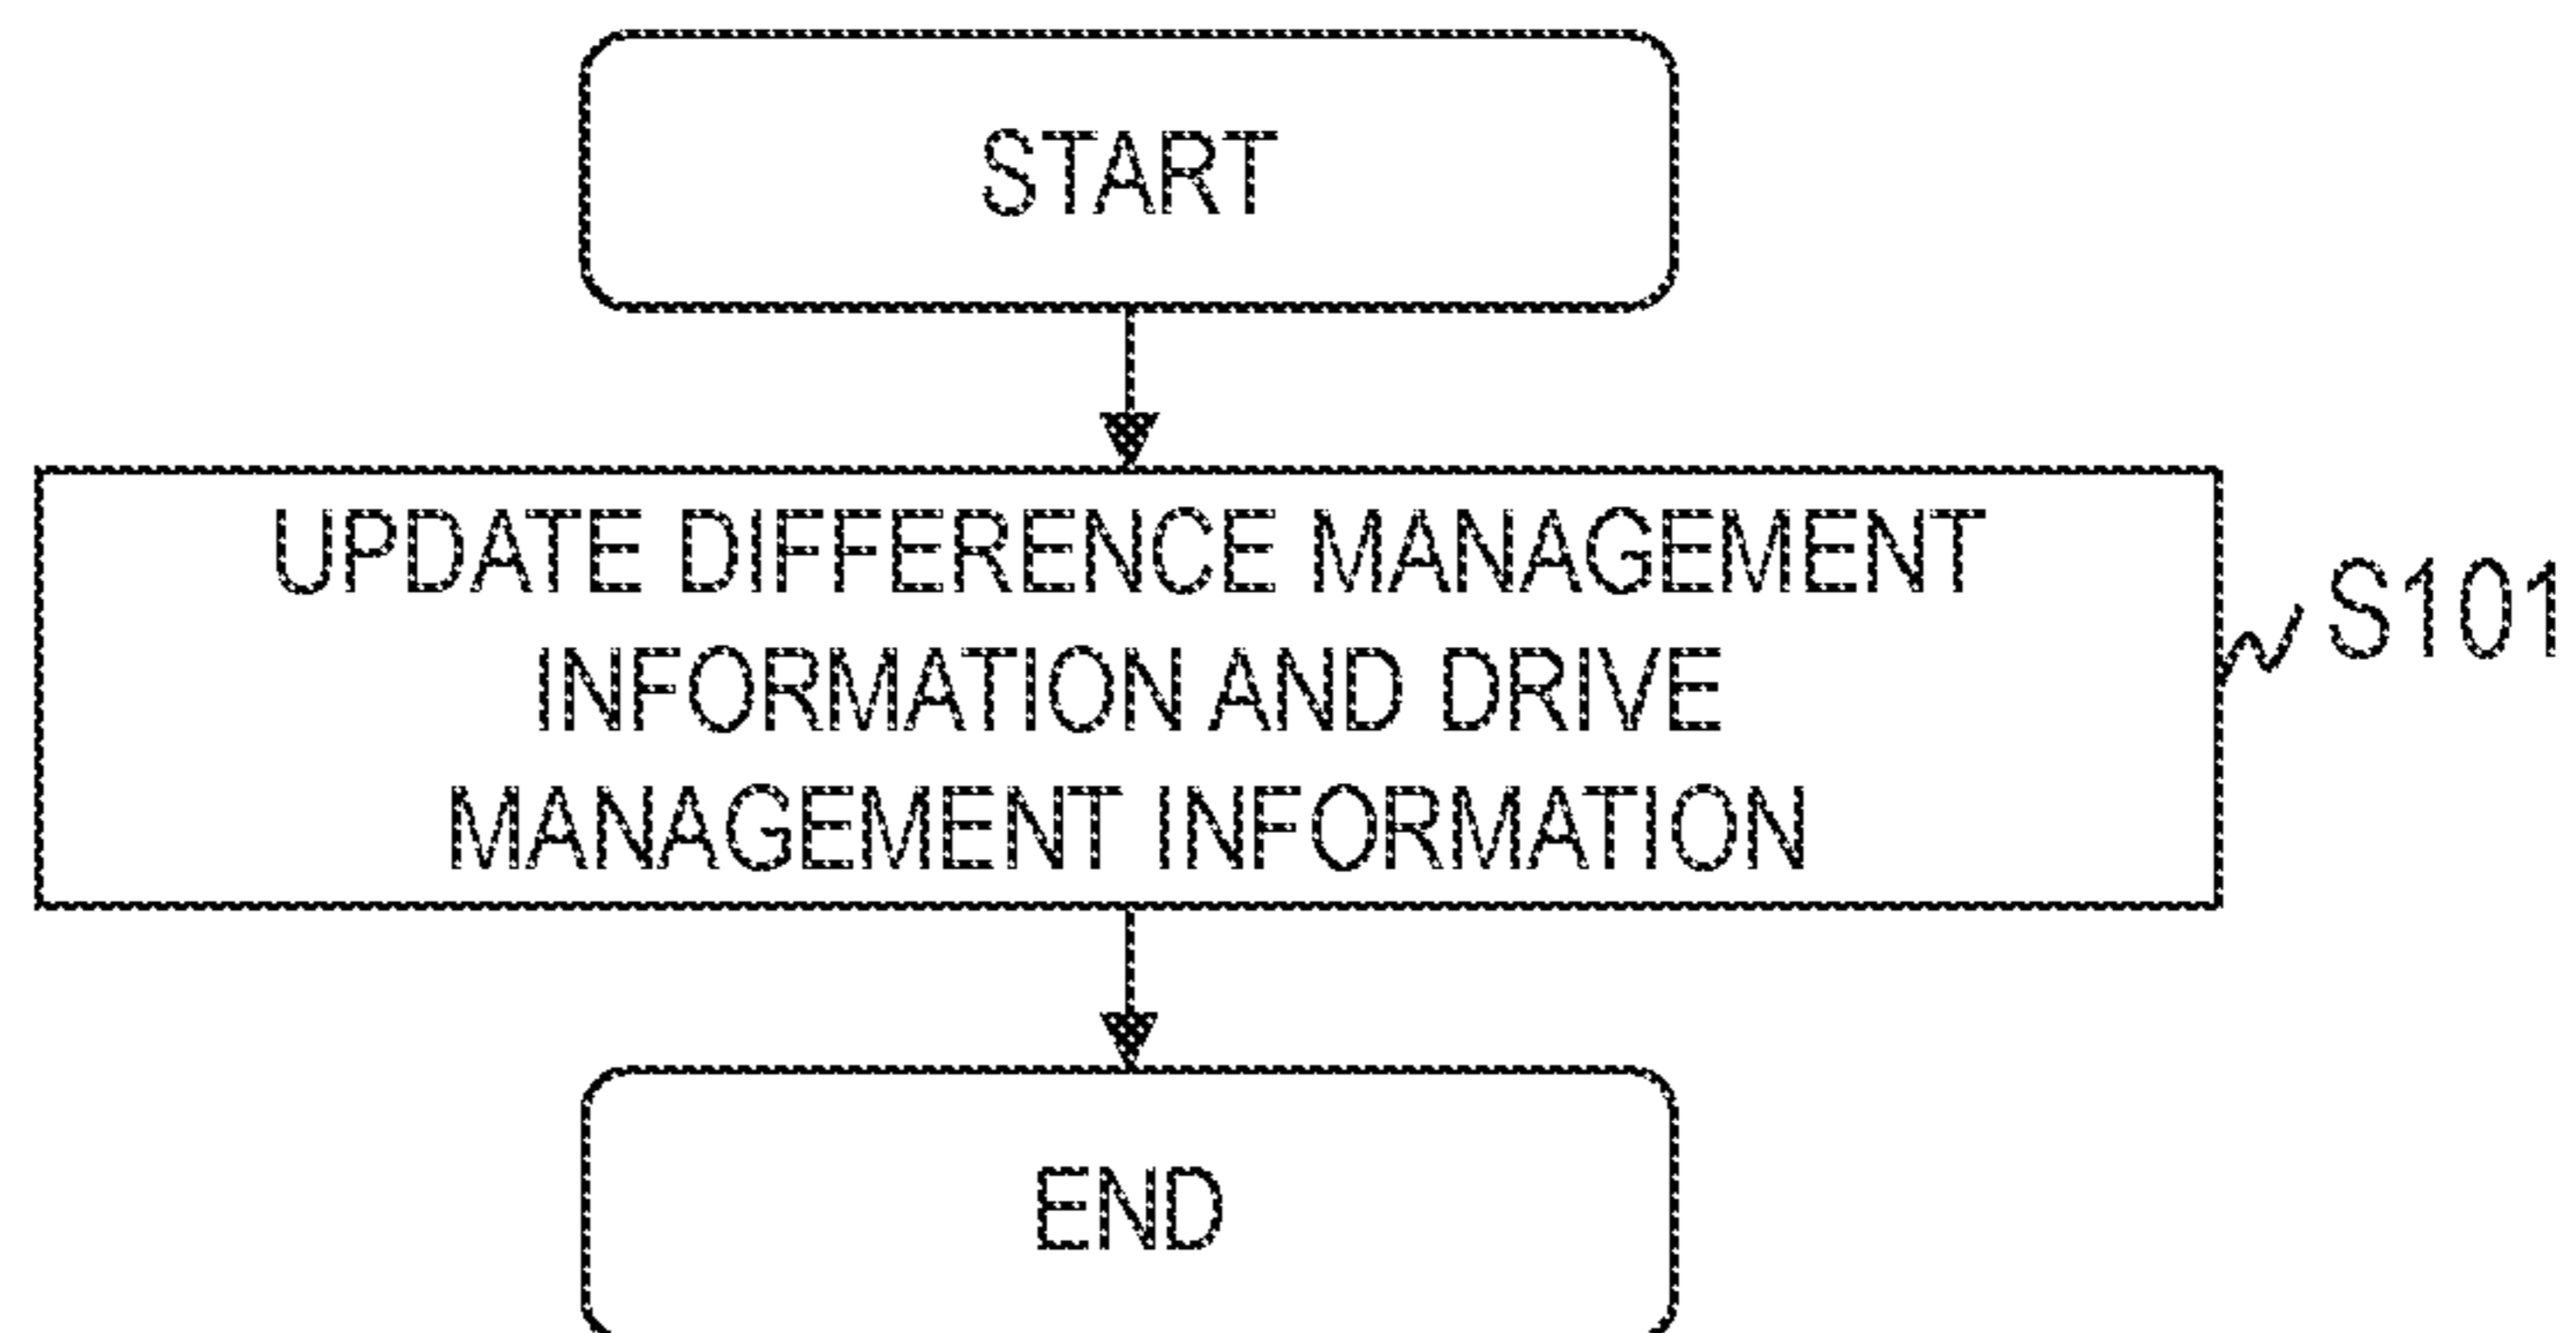 START
UPDATE DIFFERENCE MANAGEMENT
INFORMATION AND DRIVE
MANAGEMENT INFORMATION
S101
END